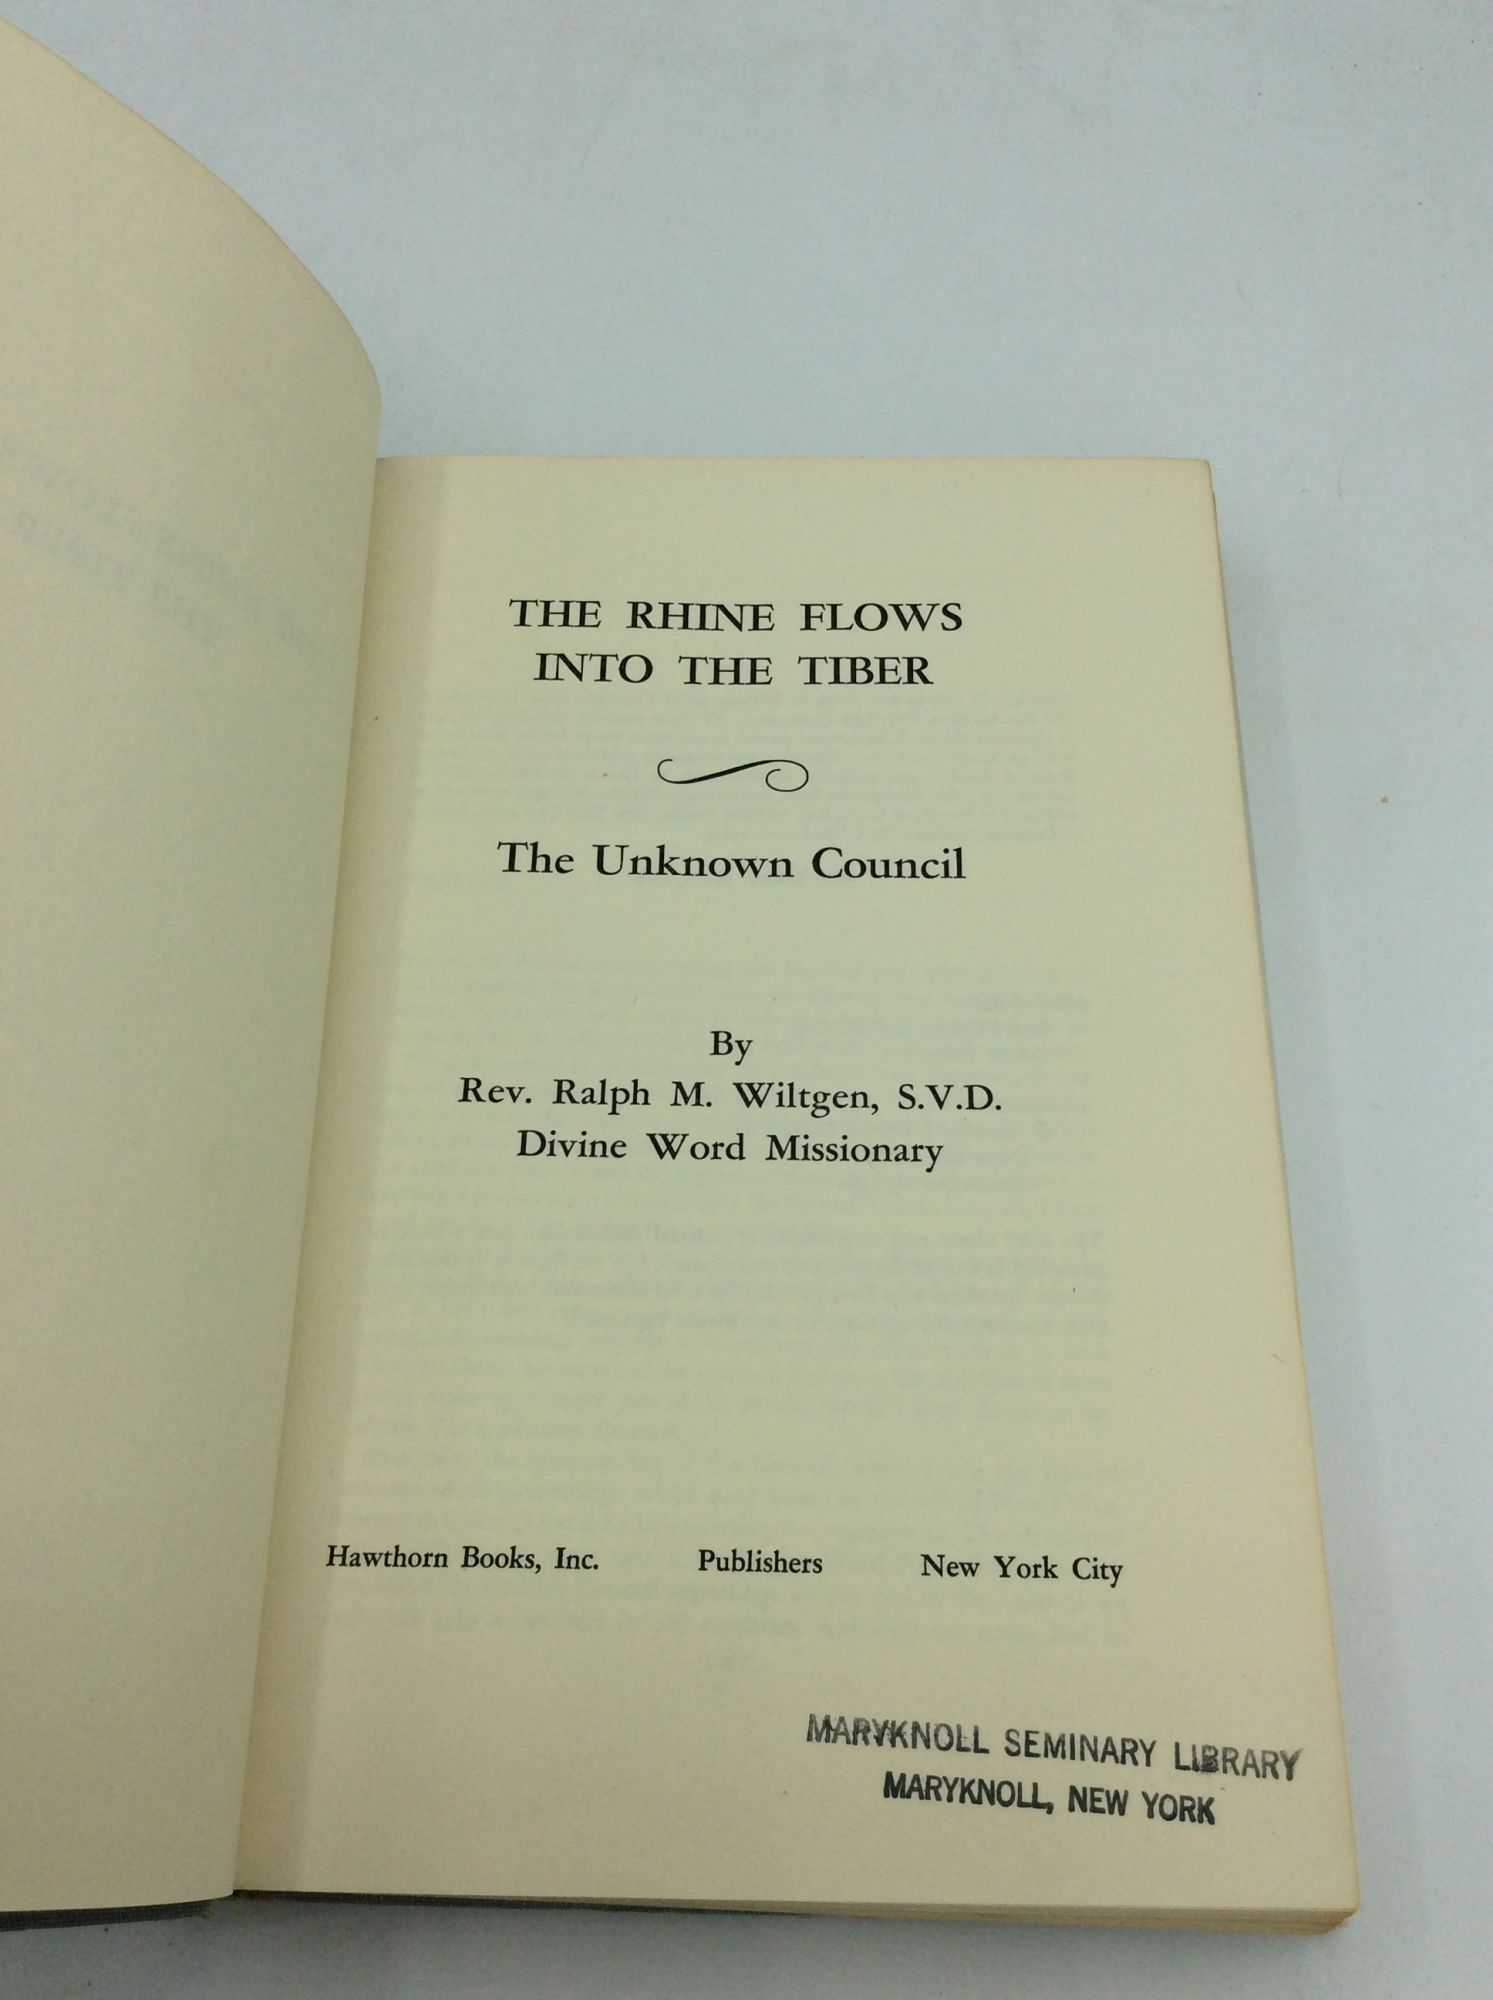 THE RHINE FLOWS
INTO THE TIBER
The Unknown Council
By
Rev. Ralph M. Wiltgen, S.V.D.
Divine Word Missionary
Hawthorn Books, Inc. Publishers New York City
MARYKNOLL SEMINARY LIBRARY
MARYKNOLL, NEW YORK